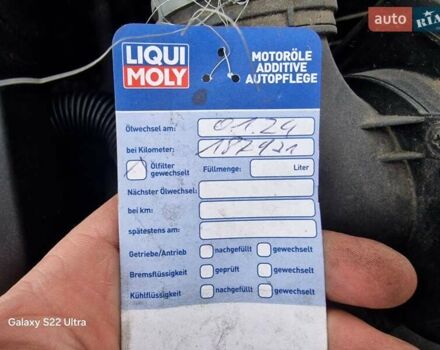 auto RIA
LIQUI
MOLY
MOTORÖLE
ADDITIVE
AUTOPFLEGE
Ölwechsel am: 01.24
bei Kilometer: 187921
Ölfilter
gewechselt
Füllmenge: Liter
Nächster Ölwechsel:
bei km:
spätestens am:
Getriebe/Antrieb nachgefüllt gewechselt
Bremsflüssigkeit geprüft gewechselt
Kühlflüssigkeit nachgefüllt gewechselt
Galaxy S22 Ultra